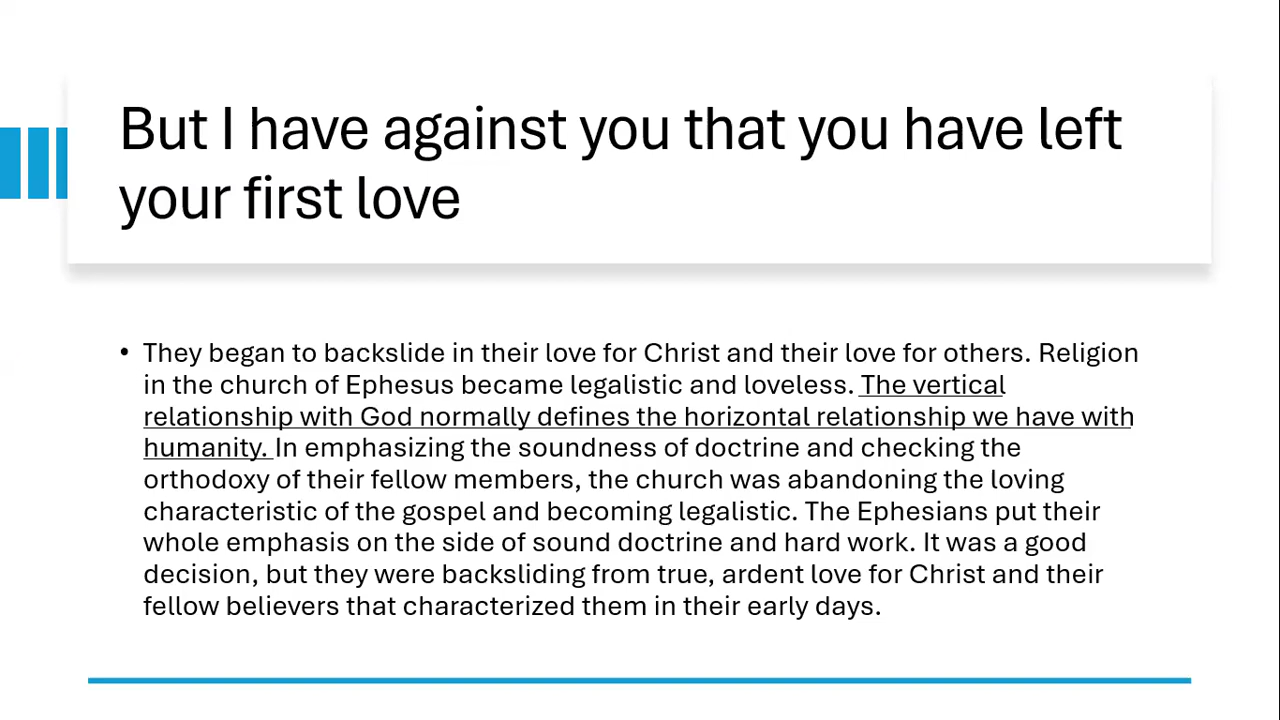 But I have against you that you have left
your first love
• They began to backslide in their love for Christ and their love for others. Religion
in the church of Ephesus became legalistic and loveless. The vertical
relationship with God normally defines the horizontal relationship we have with
humanity. In emphasizing the soundness of doctrine and checking the
orthodoxy of their fellow members, the church was abandoning the loving
characteristic of the gospel and becoming legalistic. The Ephesians put their
whole emphasis on the side of sound doctrine and hard work. It was a good
decision, but they were backsliding from true, ardent love for Christ and their
fellow believers that characterized them in their early days.